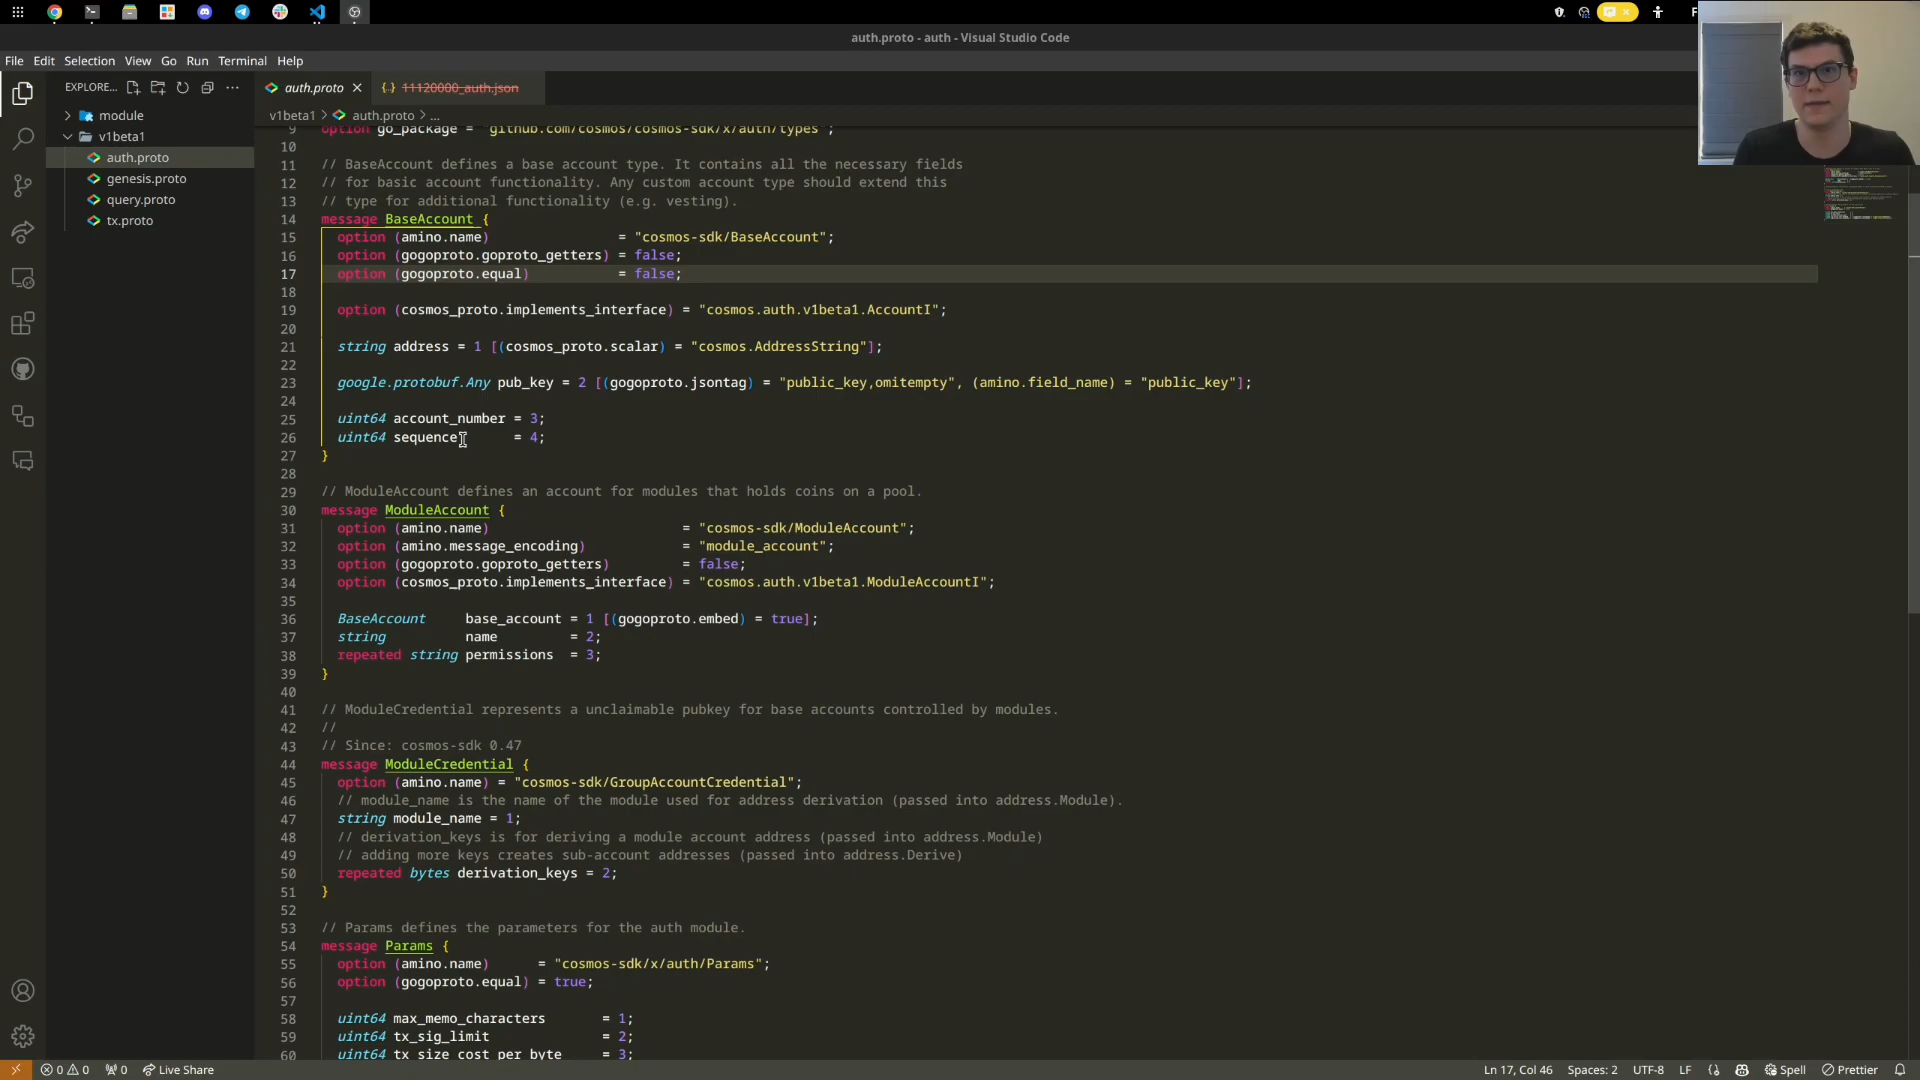 auth.proto - auth - Visual Studio Code
File Edit Selection View Go Run Terminal Help
EXPLORE... auth.proto 11120000_auth.json
module
v1beta1
auth.proto
genesis.proto
query.proto
tx.proto
v1beta1 > auth.proto > ...
9 option go_package = "github.com/cosmos/cosmos-sdk/x/auth/types";
10
11 // BaseAccount defines a base account type. It contains all the necessary fields
12 // for basic account functionality. Any custom account type should extend this
13 // type for additional functionality (e.g. vesting).
14 message BaseAccount {
15 option (amino.name) = "cosmos-sdk/BaseAccount";
16 option (gogoproto.goproto_getters) = false;
17 option (gogoproto.equal) = false;
18
19 option (cosmos_proto.implements_interface) = "cosmos.auth.v1beta1.AccountI";
20
21 string address = 1 [(cosmos_proto.scalar) = "cosmos.AddressString"];
22
23 google.protobuf.Any pub_key = 2 [(gogoproto.jsontag) = "public_key,omitempty", (amino.field_name) = "public_key"];
24
25 uint64 account_number = 3;
26 uint64 sequence = 4;
27 }
28
29 // ModuleAccount defines an account for modules that holds coins on a pool.
30 message ModuleAccount {
31 option (amino.name) = "cosmos-sdk/ModuleAccount";
32 option (amino.message_encoding) = "module_account";
33 option (gogoproto.goproto_getters) = false;
34 option (cosmos_proto.implements_interface) = "cosmos.auth.v1beta1.ModuleAccountI";
35
36 BaseAccount base_account = 1 [(gogoproto.embed) = true];
37 string name = 2;
38 repeated string permissions = 3;
39 }
40
41 // ModuleCredential represents a unclaimable pubkey for base accounts controlled by modules.
42 //
43 // Since: cosmos-sdk 0.47
44 message ModuleCredential {
45 option (amino.name) = "cosmos-sdk/GroupAccountCredential";
46 // module_name is the name of the module used for address derivation (passed into address.Module).
47 string module_name = 1;
48 // derivation_keys is for deriving a module account address (passed into address.Module)
49 // adding more keys creates sub-account addresses (passed into address.Derive)
50 repeated bytes derivation_keys = 2;
51 }
52
53 // Params defines the parameters for the auth module.
54 message Params {
55 option (amino.name) = "cosmos-sdk/x/auth/Params";
56 option (gogoproto.equal) = true;
57
58 uint64 max_memo_characters = 1;
59 uint64 tx_sig_limit = 2;
60 uint64 tx_size_cost_per_byte = 3;
0 0 0 Live Share Ln 17, Col 46 Spaces: 2 UTF-8 LF Spell Prettier